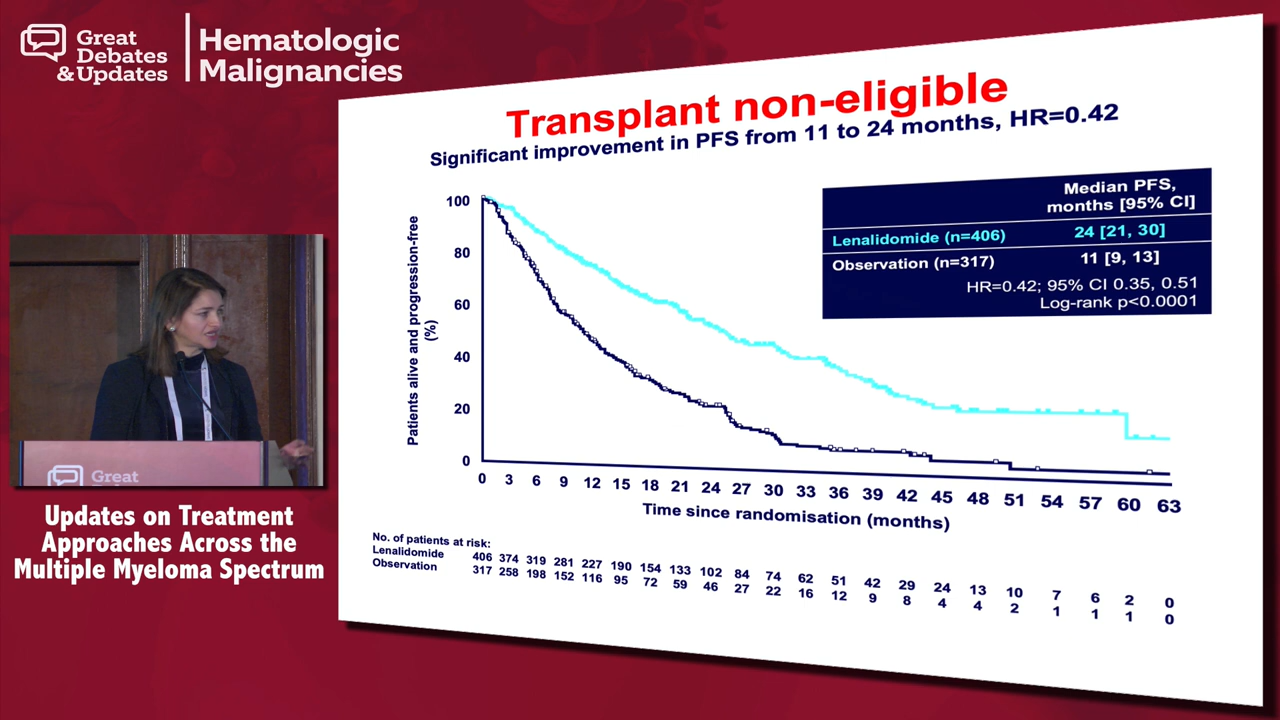 Great
Debates
&Updates
Hematologic
Malignancies
Transplant non-eligible
Significant improvement in PFS from 11 to 24 months, HR=0.42
Median PFS,
months [95% CI]
Lenalidomide (n=406) 24 [21, 30]
Observation (n=317) 11 [9, 13]
HR=0.42; 95% CI 0.35, 0.51
Log-rank p<0.0001
Patients alive and progression-free
(%)
100
80
60
40
20
0
0 3 6 9 12 15 18 21 24 27 30 33 36 39 42 45 48 51 54 57 60 63
Time since randomisation (months)
No. of patients at risk:
Lenalidomide 406 374 319 281 227 190 154 133 102 84 74 62 51 42 29 24 13 10 7 6 2 0
Observation 317 258 198 152 116 95 72 59 46 27 22 16 12 9 8 4 4 2 1 1 1 0
Great
Updates on Treatment
Approaches Across the
Multiple Myeloma Spectrum